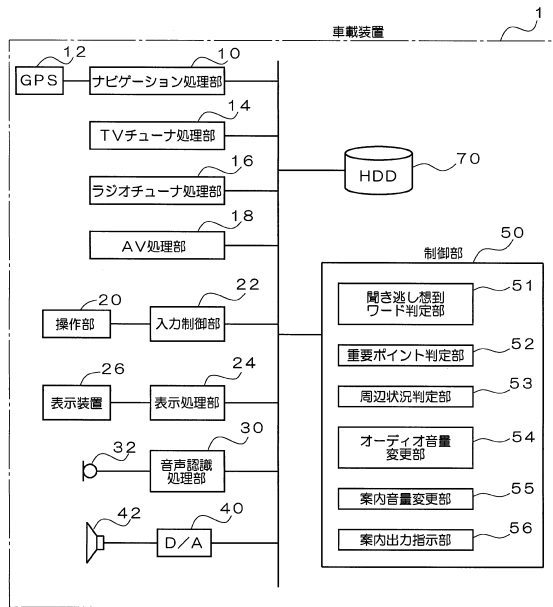 車載装置
1
12
GPS
10
ナビゲーション処理部
14
TVチューナ処理部
16
ラジオチューナ処理部
18
AV処理部
70
HDD
50
制御部
20
操作部
22
入力制御部
26
表示装置
24
表示処理部
32
30
音声認識
処理部
42
40
D/A
51
聞き逃し想到
ワード判定部
52
重要ポイント判定部
53
周辺状況判定部
54
オーディオ音量
変更部
55
案内音量変更部
56
案内出力指示部